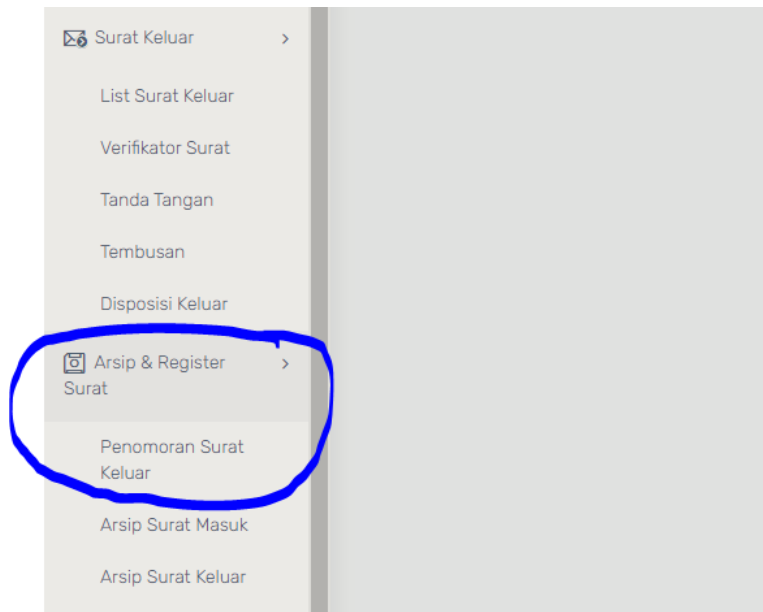 Surat Keluar
List Surat Keluar
Verifikator Surat
Tanda Tangan
Tembusan
Disposisi Keluar
Arsip & Register
Surat
Penomoran Surat
Keluar
Arsip Surat Masuk
Arsip Surat Keluar